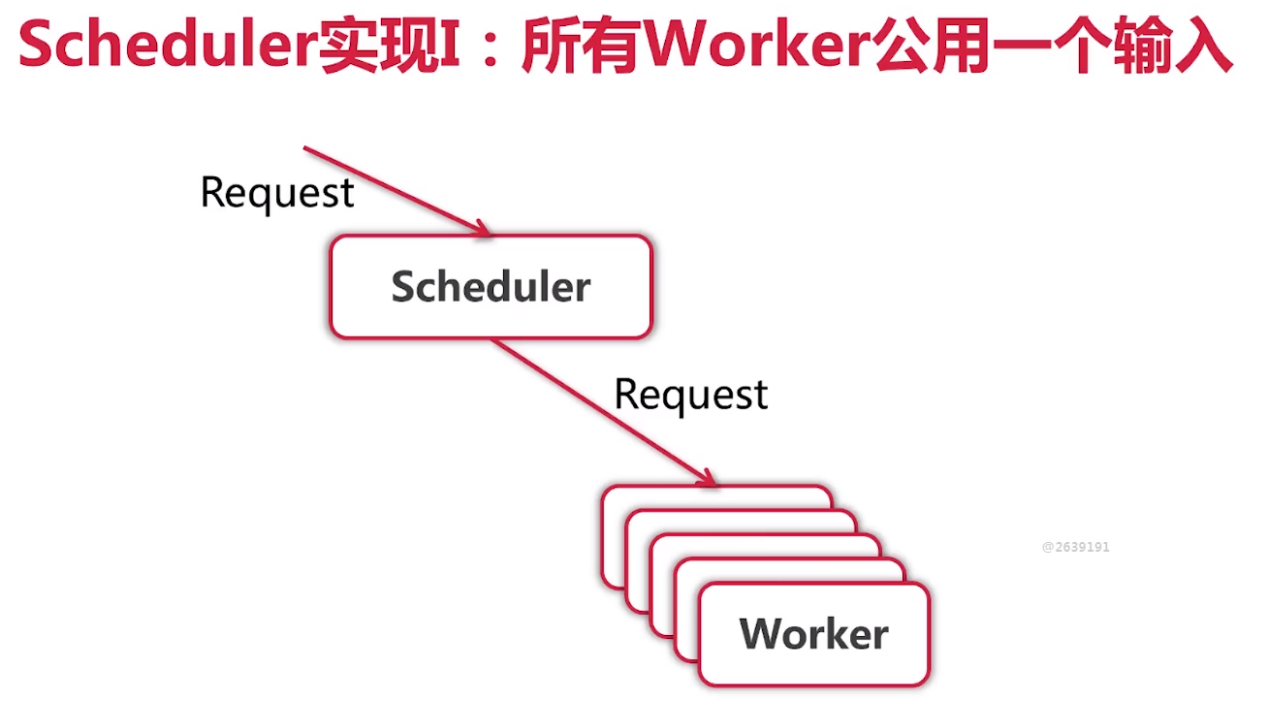 Scheduler实现I：所有Worker公用一个输入
Request
Scheduler
Request
@2639191
Worker